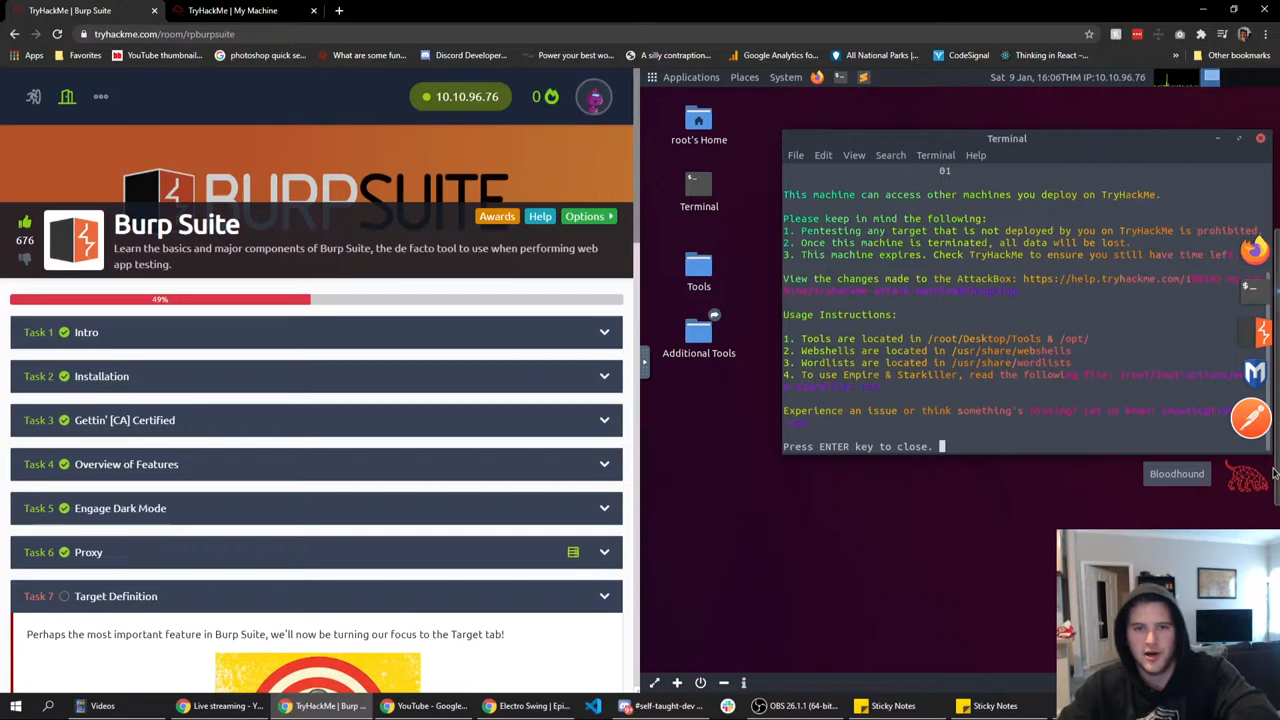 TryHackMe | Burp Suite
TryHackMe | My Machine
tryhackme.com/room/rpburpsuite
Apps
Favorites
YouTube thumbnail...
What are some fun...
photoshop quick se...
Discord Developer...
Power your best wo...
A silly contraption...
Google Analytics fo...
All National Parks |...
CodeSignal
Thinking in React –...
Other bookmarks
10.10.96.76
0
BURPSUITE
676
Burp Suite
Awards
Help
Options
Learn the basics and major components of Burp Suite, the de facto tool to use when performing web
app testing.
49%
Task 1 Intro
Task 2 Installation
Task 3 Gettin' [CA] Certified
Task 4 Overview of Features
Task 5 Engage Dark Mode
Task 6 Proxy
Task 7 Target Definition
Perhaps the most important feature in Burp Suite, we'll now be turning our focus to the Target tab!
Applications Places System
Sat 9 Jan, 16:06 THM IP:10.10.96.76
root's Home
Terminal
Tools
Additional Tools
Terminal
File Edit View Search Terminal Help
01
This machine can access other machines you deploy on TryHackMe.
Please keep in mind the following:
1. Pentesting any target that is not deployed by you on TryHackMe is prohibited.
2. Once this machine is terminated, all data will be lost.
3. This machine expires. Check TryHackMe to ensure you still have time left
View the changes made to the AttackBox: https://help.tryhackme.com/
Usage Instructions:
1. Tools are located in /root/Desktop/Tools & /opt/
2. Webshells are located in /usr/share/webshells
3. Wordlists are located in /usr/share/wordlists
4. To use Empire & Starkiller, read the following file: /root/Instructions/
Experience an issue or think something's missing? Let us know!
Press ENTER key to close.
Bloodhound
Videos
Live streaming - Y...
TryHackMe | Burp ...
YouTube - Google...
Electro Swing | Epi...
#self-taught-dev ...
OBS 26.1.1 (64-bit...
Sticky Notes
Sticky Notes